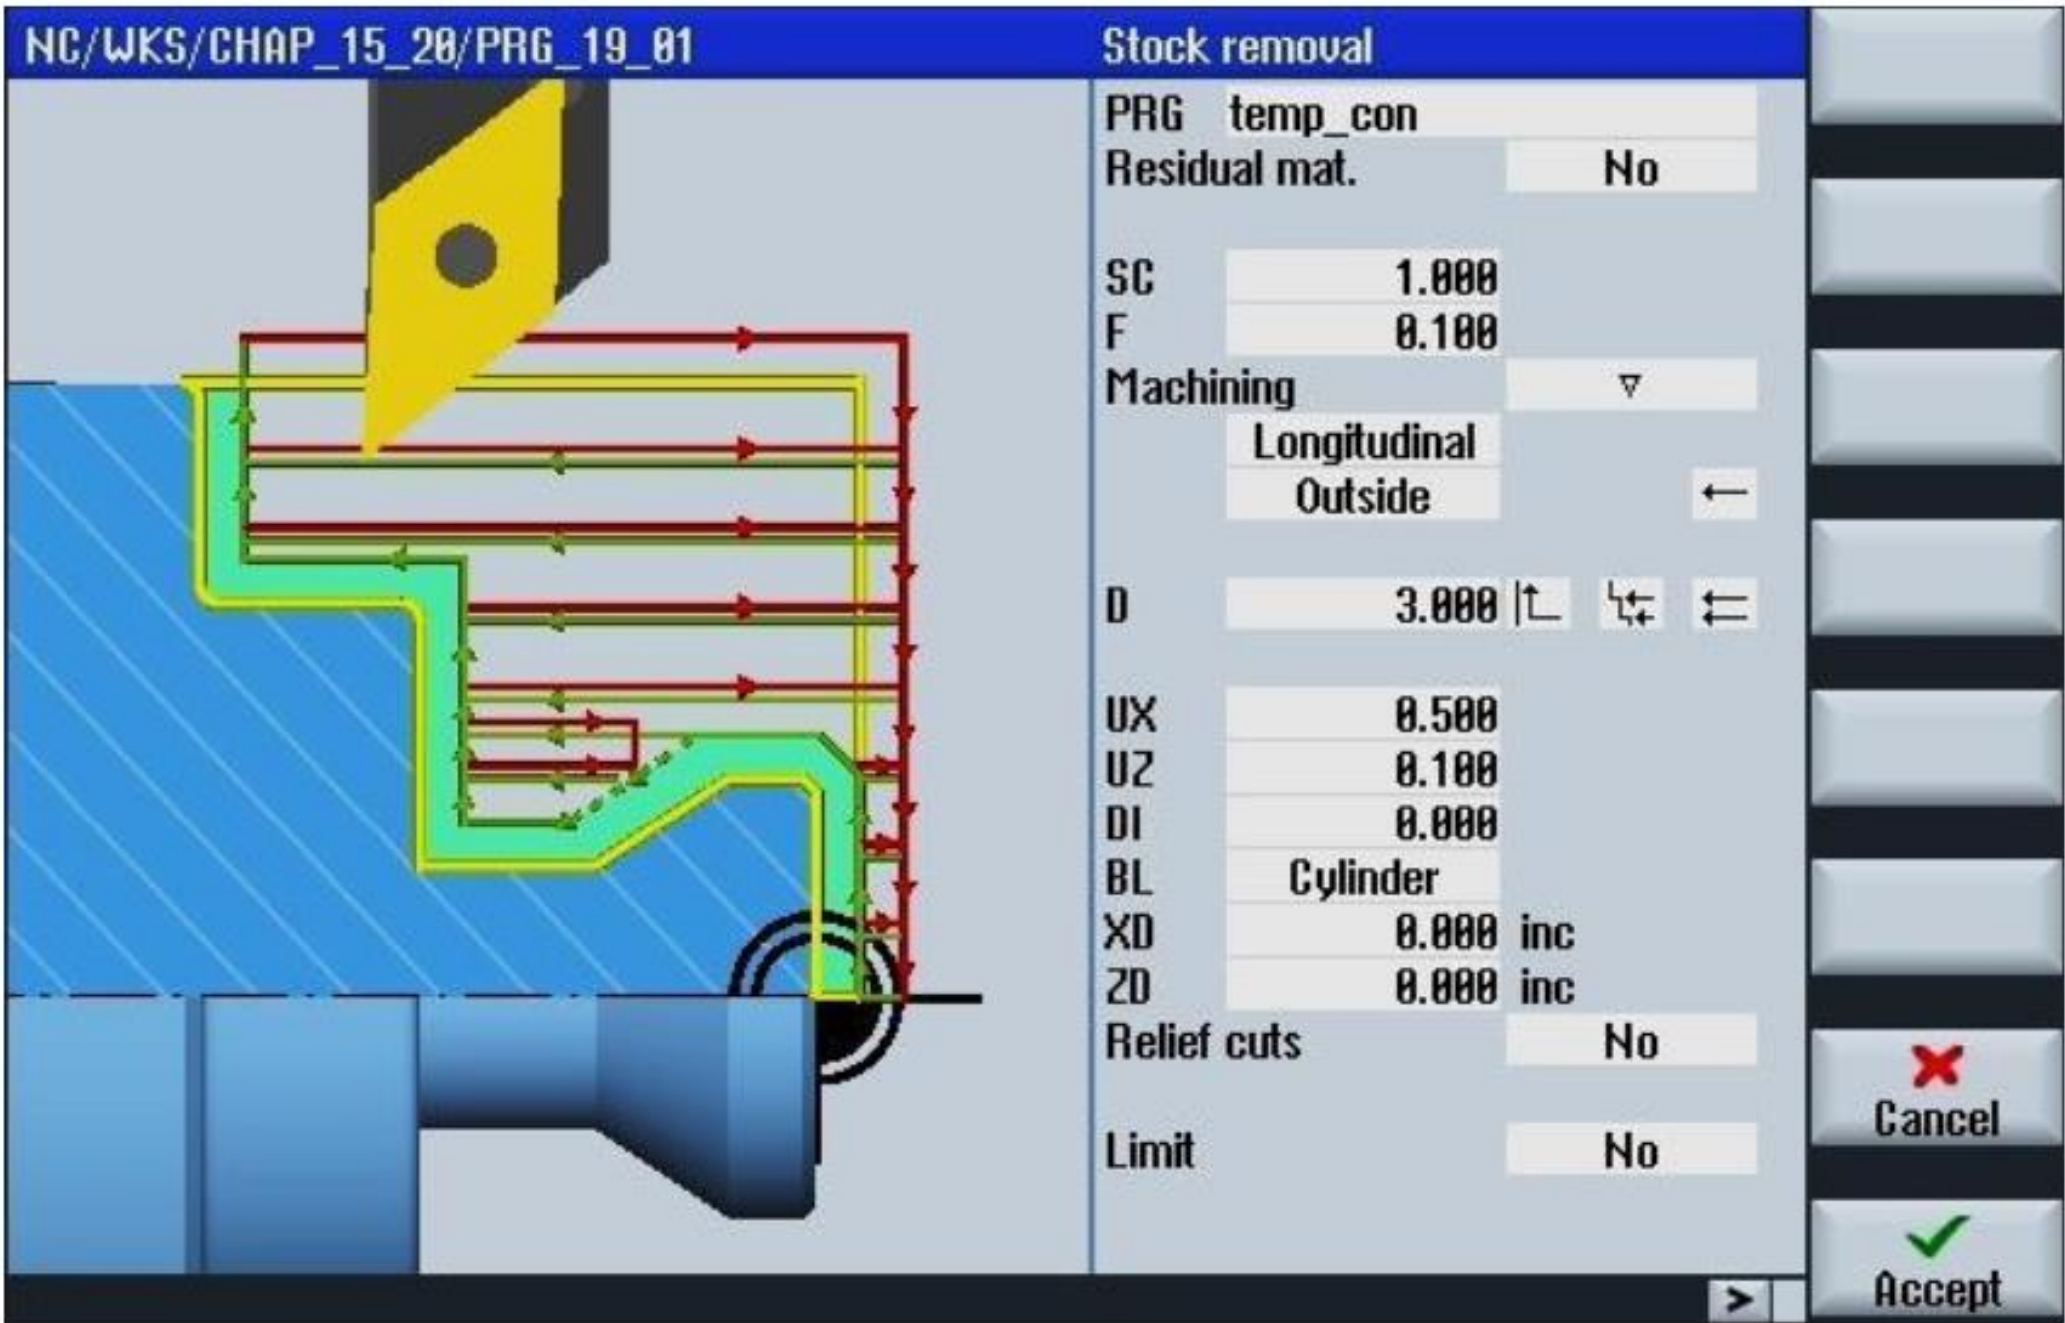 NC/WKS/CHAP_15_20/PRG_19_01
Stock removal
PRG temp_con
Residual mat. No
SC 1.000
F 0.100
Machining ▽
Longitudinal
Outside ←
D 3.000
UX 0.500
UZ 0.100
DI 0.000
BL Cylinder
XD 0.000 inc
ZD 0.000 inc
Relief cuts No
Limit No
>
Cancel
Accept